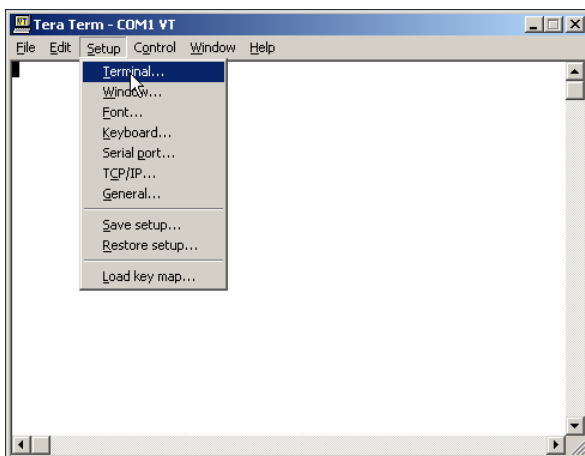 Tera Term - COM1 VT
File Edit Setup Control Window Help
Terminal...
Window...
Font...
Keyboard...
Serial port...
TCP/IP...
General...
Save setup...
Restore setup...
Load key map...